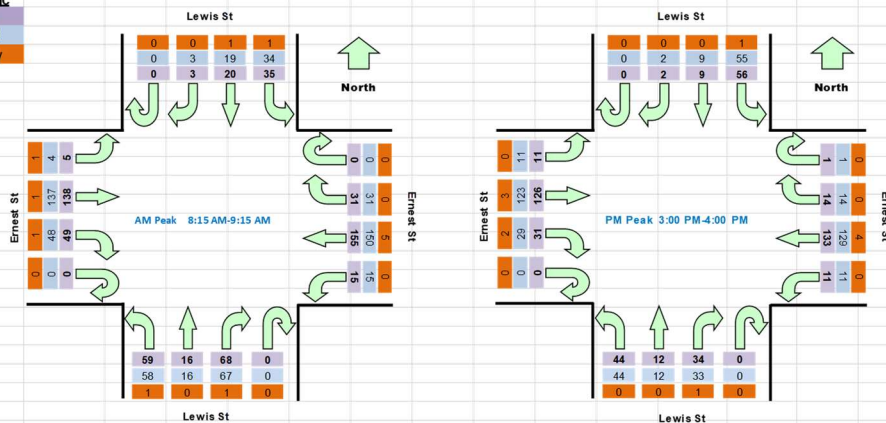 Lewis St
0 0 1 1
0 3 19 34
0 3 20 35
North
1 4 5
1 137 138
1 48 49
0 0 0
Ernest St
AM Peak 8:15 AM-9:15 AM
0 0 0
31 31 0
155 150 5
15 15 0
Ernest St
59 16 68 0
58 16 67 0
1 0 1 0
Lewis St
Lewis St
0 0 0 1
0 2 9 55
0 2 9 56
North
0 11 11
3 123 126
2 29 31
0 0 0
Ernest St
PM Peak 3:00 PM-4:00 PM
1 1 0
14 14 0
133 129 4
11 11 0
44 12 34 0
44 12 33 0
0 0 1 0
Lewis St